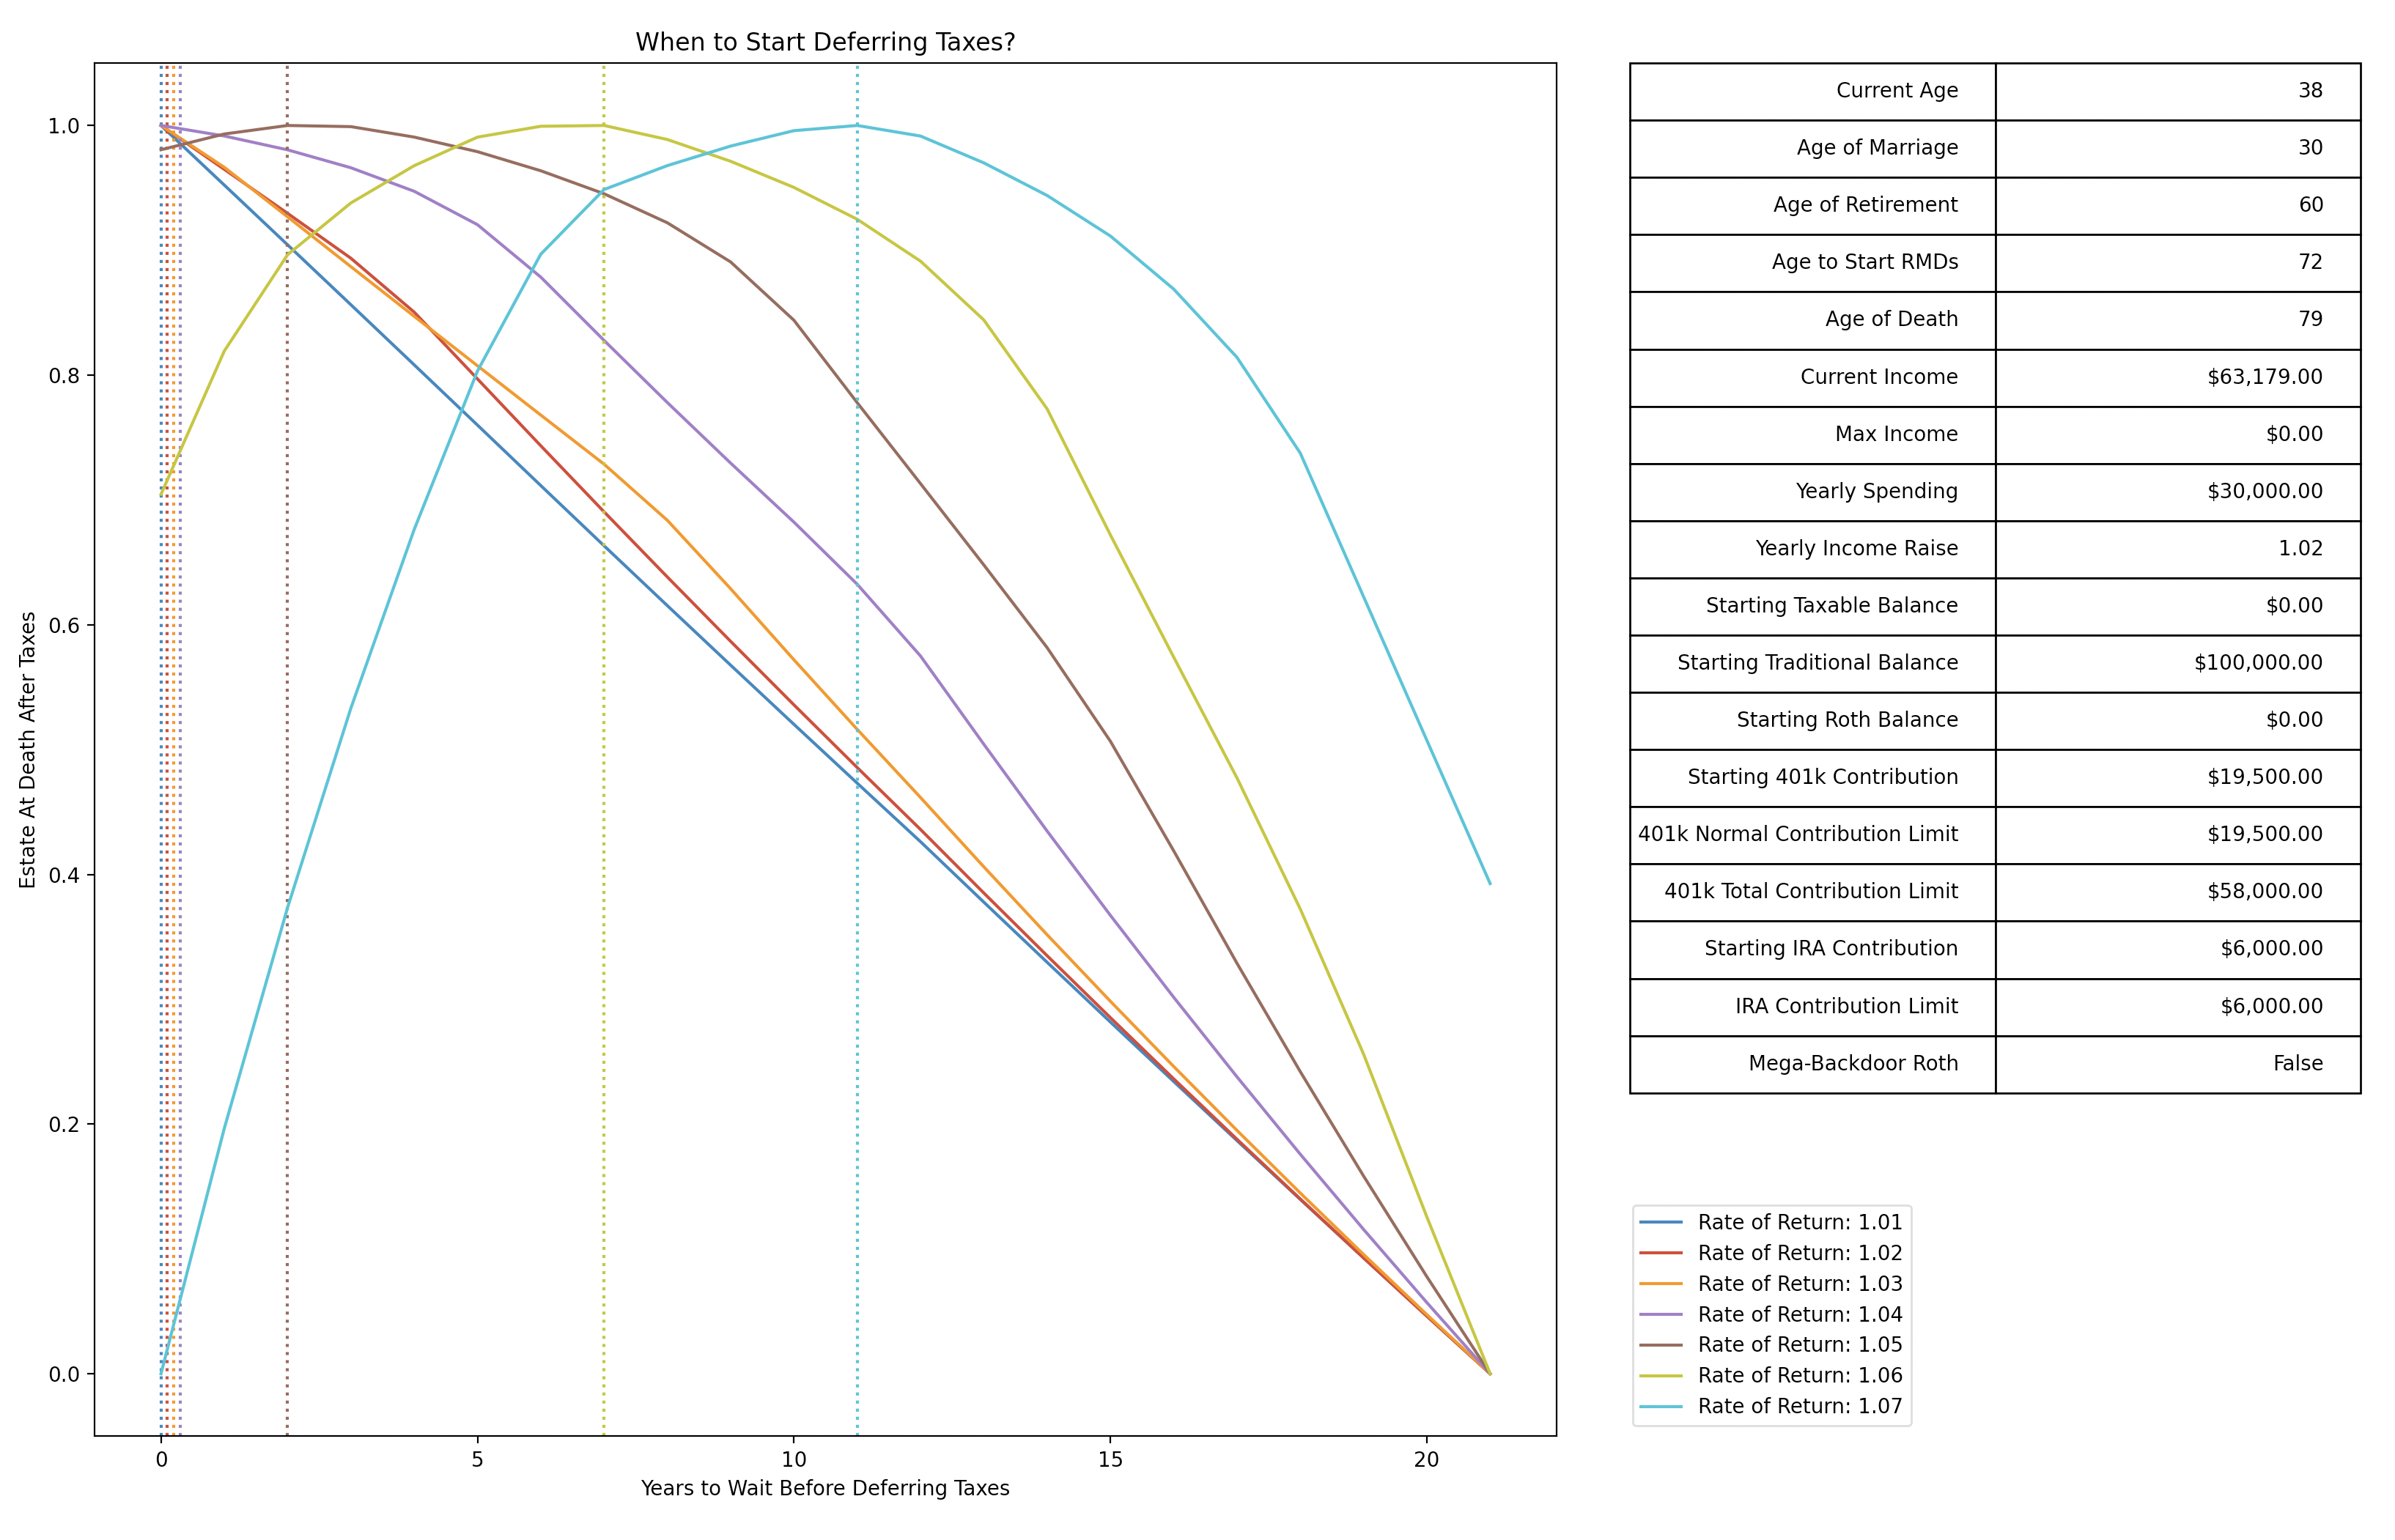 When to Start Deferring Taxes?
Estate At Death After Taxes
1.0
0.8
0.6
0.4
0.2
0.0
0 5 10 15 20
Years to Wait Before Deferring Taxes
Current Age 38
Age of Marriage 30
Age of Retirement 60
Age to Start RMDs 72
Age of Death 79
Current Income $63,179.00
Max Income $0.00
Yearly Spending $30,000.00
Yearly Income Raise 1.02
Starting Taxable Balance $0.00
Starting Traditional Balance $100,000.00
Starting Roth Balance $0.00
Starting 401k Contribution $19,500.00
401k Normal Contribution Limit $19,500.00
401k Total Contribution Limit $58,000.00
Starting IRA Contribution $6,000.00
IRA Contribution Limit $6,000.00
Mega-Backdoor Roth False
Rate of Return: 1.01
Rate of Return: 1.02
Rate of Return: 1.03
Rate of Return: 1.04
Rate of Return: 1.05
Rate of Return: 1.06
Rate of Return: 1.07